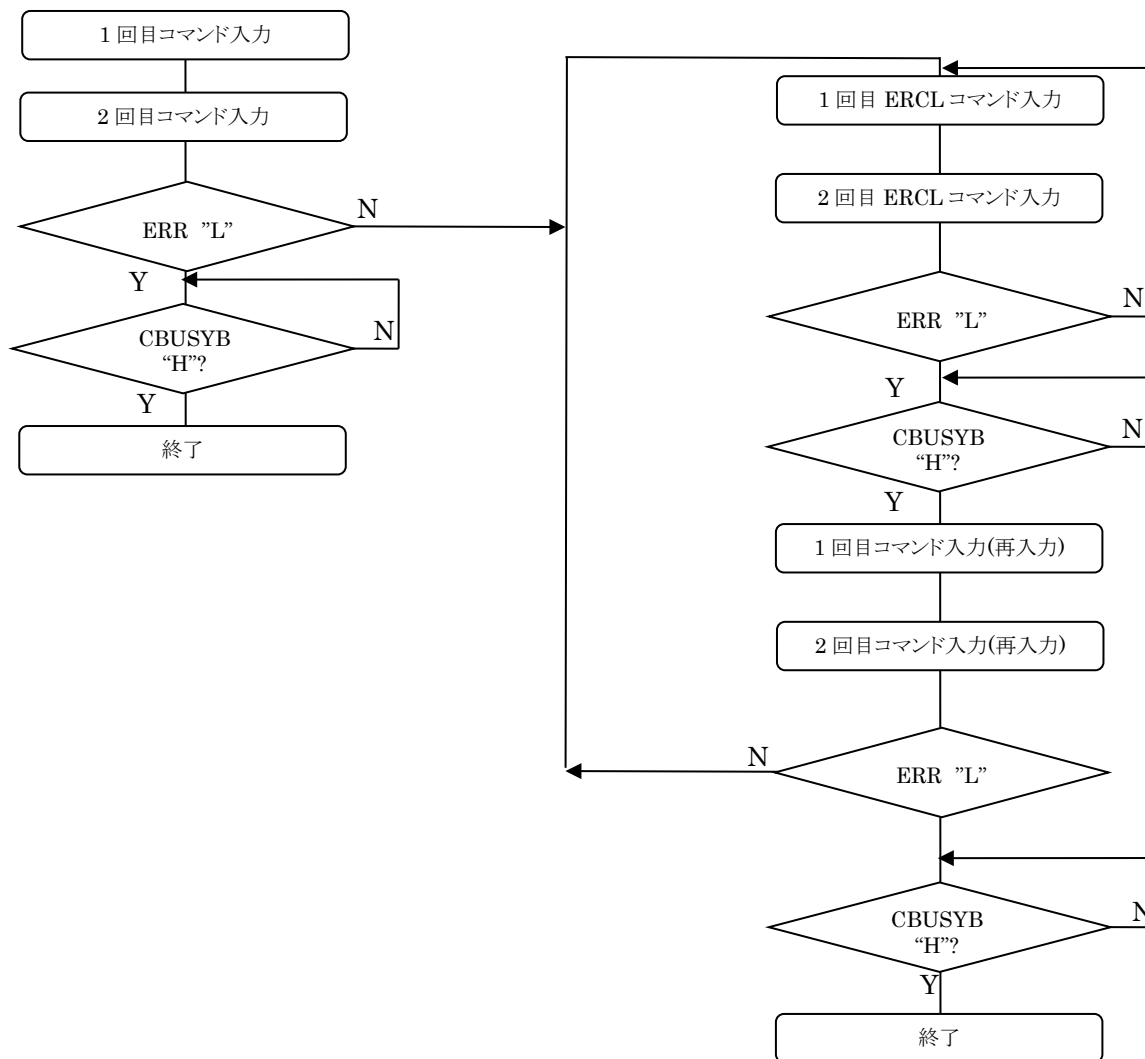 1 回目コマンド入力
2 回目コマンド入力
ERR ”L”
N
Y
CBUSYB
“H”?
N
Y
終了
1 回目 ERCL コマンド入力
2 回目 ERCL コマンド入力
ERR ”L”
N
Y
CBUSYB
“H”?
N
Y
1 回目コマンド入力(再入力)
2 回目コマンド入力(再入力)
N
ERR ”L”
CBUSYB
“H”?
N
Y
終了